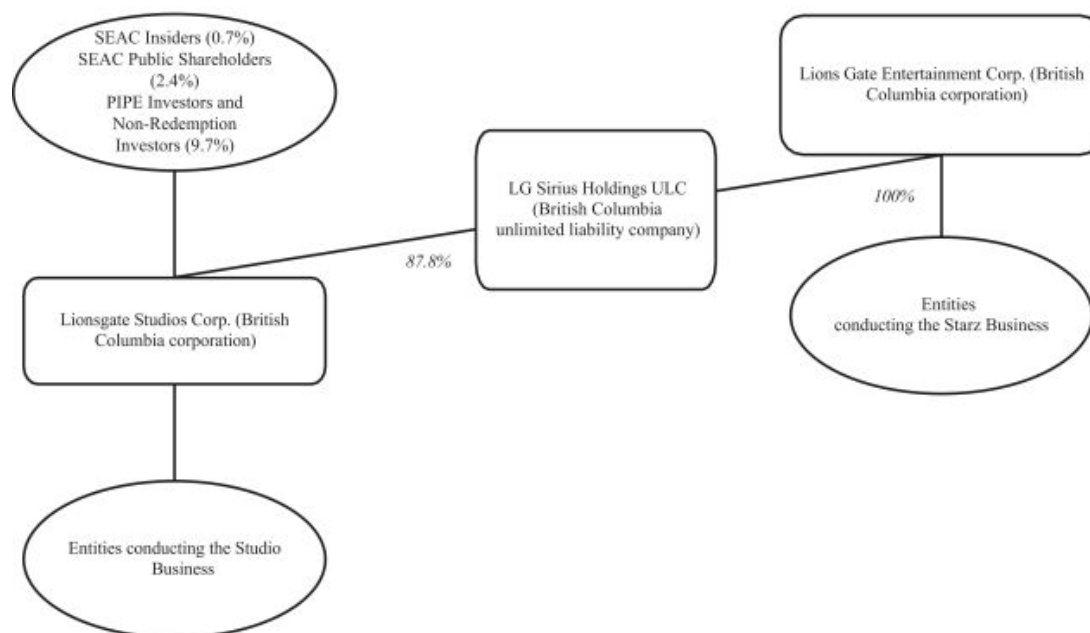 SEAC Insiders (0.7%)
SEAC Public Shareholders
(2.4%)
PIPE Investors and
Non-Redemption
Investors (9.7%)
Lions Gate Entertainment Corp. (British
Columbia corporation)
LG Sirius Holdings ULC
(British Columbia
unlimited liability company)
100%
87.8%
Lionsgate Studios Corp. (British
Columbia corporation)
Entities
conducting the Starz Business
Entities conducting the Studio
Business